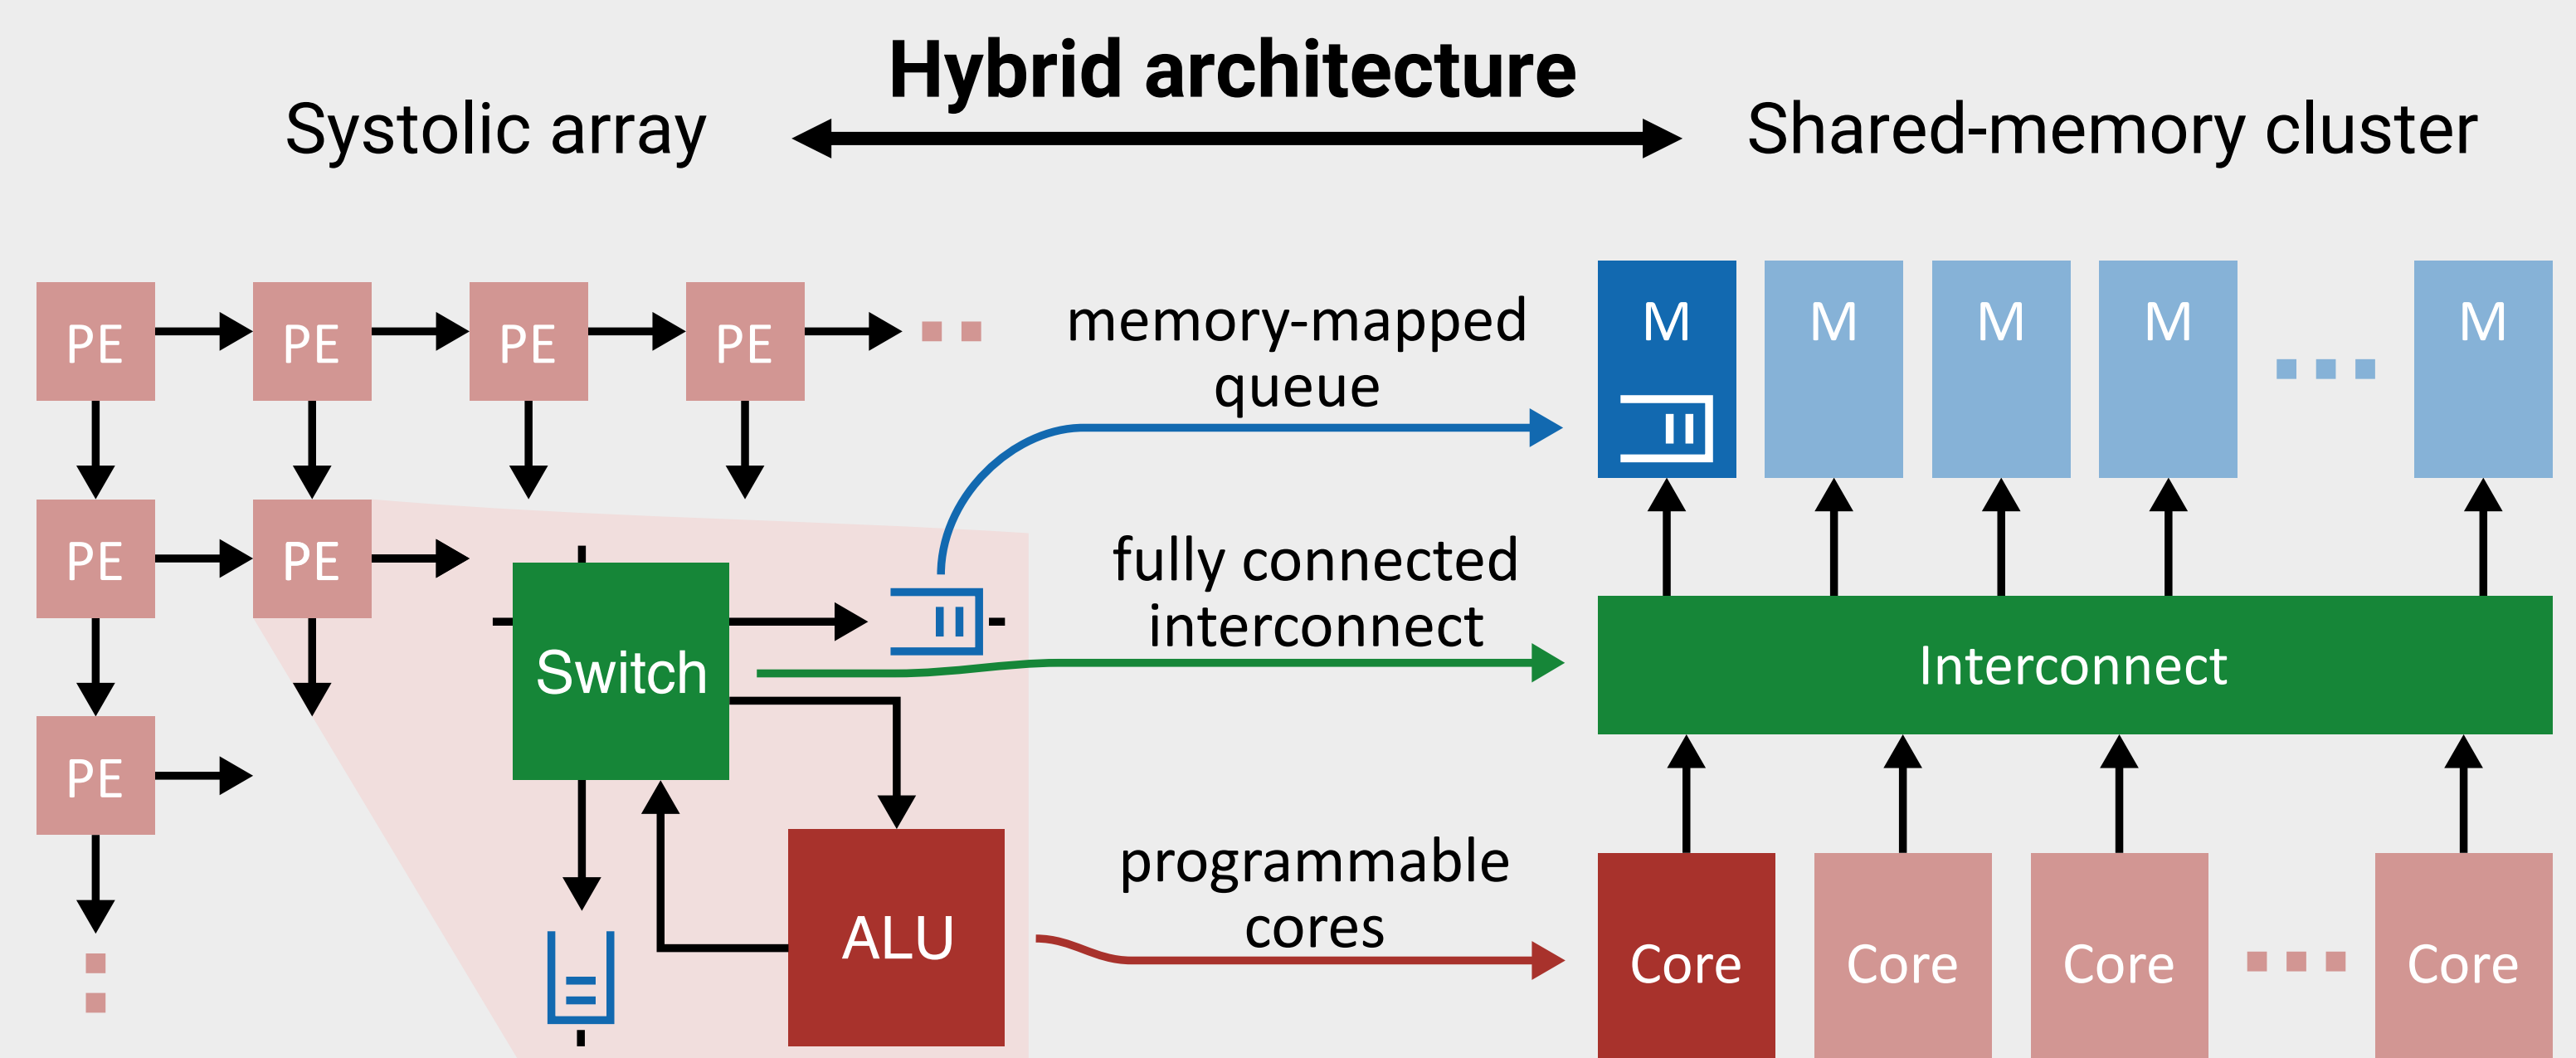 Hybrid architecture
Systolic array
Shared-memory cluster
PE PE PE PE
memory-mapped
queue
M M M M M
PE PE
fully connected
interconnect
Switch
Interconnect
PE
programmable
cores
ALU
Core Core Core Core